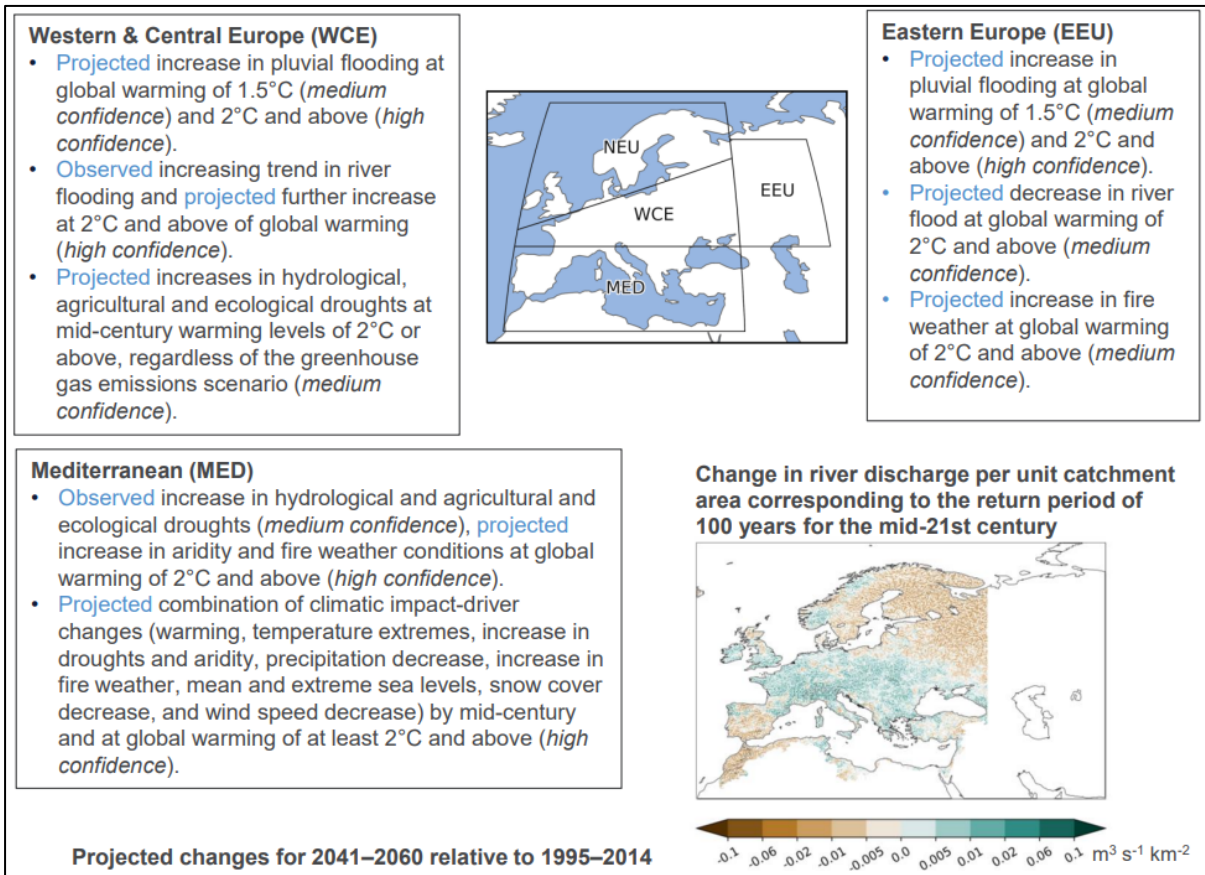 Western & Central Europe (WCE)
• Projected increase in pluvial flooding at
global warming of 1.5°C (medium
confidence) and 2°C and above (high
confidence).
• Observed increasing trend in river
flooding and projected further increase
at 2°C and above of global warming
(high confidence).
• Projected increases in hydrological,
agricultural and ecological droughts at
mid-century warming levels of 2°C or
above, regardless of the greenhouse
gas emissions scenario (medium
confidence).
NEU
WCE
EEU
MED
Eastern Europe (EEU)
• Projected increase in
pluvial flooding at global
warming of 1.5°C (medium
confidence) and 2°C and
above (high confidence).
• Projected decrease in river
flood at global warming of
2°C and above (medium
confidence).
• Projected increase in fire
weather at global warming
of 2°C and above (medium
confidence).
Mediterranean (MED)
• Observed increase in hydrological and agricultural and
ecological droughts (medium confidence), projected
increase in aridity and fire weather conditions at global
warming of 2°C and above (high confidence).
• Projected combination of climatic impact-driver
changes (warming, temperature extremes, increase in
droughts and aridity, precipitation decrease, increase in
fire weather, mean and extreme sea levels, snow cover
decrease, and wind speed decrease) by mid-century
and at global warming of at least 2°C and above (high
confidence).
Change in river discharge per unit catchment
area corresponding to the return period of
100 years for the mid-21st century
-0.1 -0.06 -0.02 -0.01 -0.005 0.0 0.005 0.01 0.02 0.06 0.1 m³ s⁻¹ km⁻²
Projected changes for 2041–2060 relative to 1995–2014